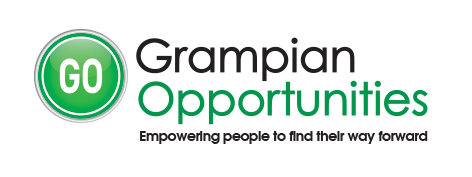 GO
Grampian
Opportunities
Empowering people to find their way forward